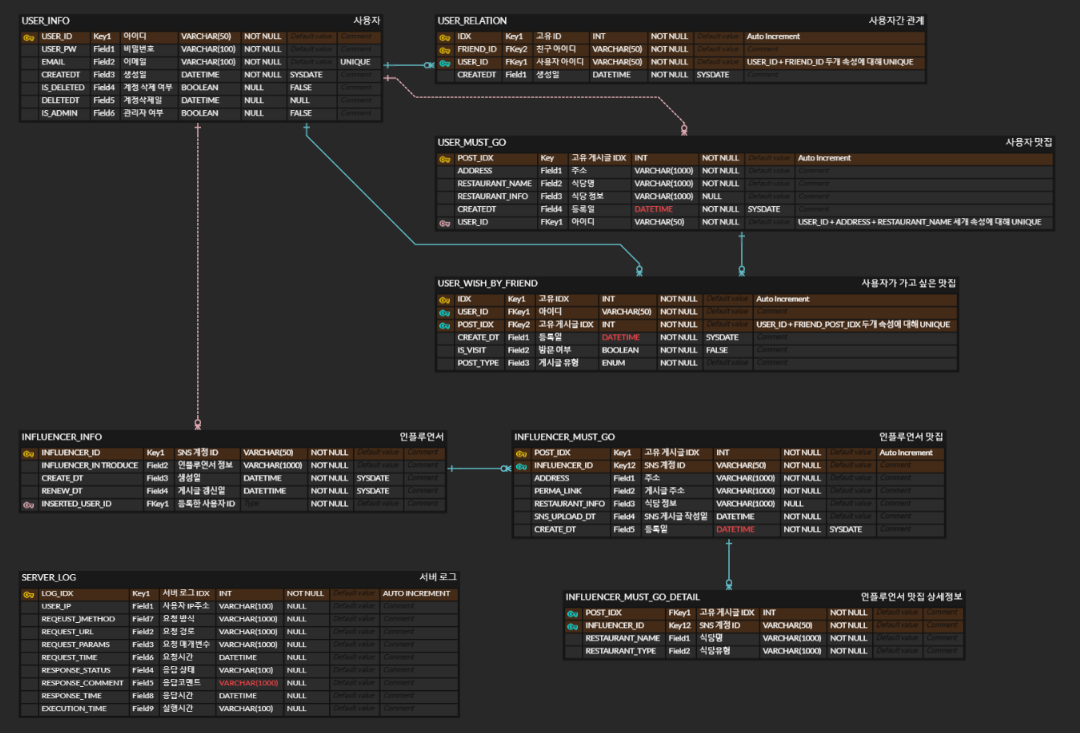 USER_INFO 사용자
USER_ID Key1 아이디 VARCHAR(50) NOT NULL Default value Comment
USER_PW Field1 비밀번호 VARCHAR(100) NOT NULL Default value Comment
EMAIL Field2 이메일 VARCHAR(100) NOT NULL Default value UNIQUE
CREATEDT Field3 생성일 DATETIME NOT NULL SYSDATE Comment
IS_DELETED Field4 계정 삭제 여부 BOOLEAN NULL FALSE Comment
DELETEDT Field5 계정삭제일 DATETIME NULL NULL Comment
IS_ADMIN Field6 관리자 여부 BOOLEAN NULL FALSE Comment
USER_RELATION 사용자간 관계
IDX Key1 고유 ID INT NOT NULL Default value Auto Increment
FRIEND_ID FKey2 친구 아이디 VARCHAR(50) NOT NULL Default value Comment
USER_ID FKey1 사용자 아이디 VARCHAR(50) NOT NULL Default value USER_ID + FRIEND_ID 두개 속성에 대해 UNIQUE
CREATEDT Field1 생성일 DATETIME NOT NULL SYSDATE Comment
USER_MUST_GO 사용자 맛집
POST_IDX Key 고유 게시글 IDX INT NOT NULL Default value Auto Increment
ADDRESS Field1 주소 VARCHAR(1000) NOT NULL Default value Comment
RESTAURANT_NAME Field2 식당명 VARCHAR(1000) NOT NULL Default value Comment
RESTAURANT_INFO Field3 식당 정보 VARCHAR(1000) NULL Default value Comment
CREATEDT Field4 등록일 DATETIME NOT NULL SYSDATE Comment
USER_ID FKey1 아이디 VARCHAR(50) NOT NULL Default value USER_ID + ADDRESS + RESTAURANT_NAME 세개 속성에 대해 UNIQUE
USER_WISH_BY_FRIEND 사용자가 가고 싶은 맛집
IDX Key1 고유 IDX INT NOT NULL Default value Auto Increment
USER_ID FKey1 아이디 VARCHAR(50) NOT NULL Default value Comment
POST_IDX FKey2 고유 게시글 IDX INT NOT NULL Default value USER_ID + FRIEND_POST_IDX 두개 속성에 대해 UNIQUE
CREATE_DT Field1 등록일 DATETIME NOT NULL SYSDATE Comment
IS_VISIT Field2 방문 여부 BOOLEAN NOT NULL FALSE Comment
POST_TYPE Field3 게시글 유형 ENUM NOT NULL Default value Comment
INFLUENCER_INFO 인플루언서
INFLUENCER_ID Key1 SNS 계정 ID VARCHAR(50) NOT NULL Default value Comment
INFLUENCER_INTRODUCE Field2 인플루언서 정보 VARCHAR(1000) NOT NULL Default value Comment
CREATE_DT Field3 생성일 DATETIME NOT NULL SYSDATE Comment
RENEW_DT Field4 게시글 갱신일 DATETTIME NOT NULL SYSDATE Comment
INSERTED_USER_ID FKey1 등록한 사용자 ID Type NOT NULL Default value Comment
INFLUENCER_MUST_GO 인플루언서 맛집
POST_IDX Key1 고유 게시글 IDX INT NOT NULL Default value Auto Increment
INFLUENCER_ID Key12 SNS 계정 ID VARCHAR(50) NOT NULL Default value Comment
ADDRESS Field1 주소 VARCHAR(1000) NOT NULL Default value Comment
PERMA_LINK Field2 게시글 주소 VARCHAR(1000) NOT NULL Default value Comment
RESTAURANT_INFO Field3 식당 정보 VARCHAR(1000) NULL Default value Comment
SNS_UPLOAD_DT Field4 SNS 게시글 작성일 DATETIME NOT NULL Default value Comment
CREATE_DT Field5 등록일 DATETIME NOT NULL SYSDATE Comment
SERVER_LOG 서버 로그
LOG_IDX Key1 서버 로그 IDX INT NOT NULL Default value AUTO INCREMENT
USER_IP Field1 사용자 IP주소 VARCHAR(100) NULL Default value Comment
REQEUST_)METHOD Field7 요청 방식 VARCHAR(1000) NULL Default value Comment
REQUEST_URL Field2 요청 경로 VARCHAR(1000) NULL Default value Comment
REQUEST_PARAMS Field3 요청 매개변수 VARCHAR(1000) NULL Default value Comment
REQUEST_TIME Field6 요청시간 DATETIME NULL Default value Comment
RESPONSE_STATUS Field4 응답 상태 VARCHAR(100) NULL Default value Comment
RESPONSE_COMMENT Field5 응답코멘트 VARCHAR(1000) NULL Default value Comment
RESPONSE_TIME Field8 응답시간 DATETIME NULL Default value Comment
EXECUTION_TIME Field9 실행시간 VARCHAR(100) NULL Default value Comment
INFLUENCER_MUST_GO_DETAIL 인플루언서 맛집 상세정보
POST_IDX FKey1 고유 게시글 IDX INT NOT NULL Default value Comment
INFLUENCER_ID Key12 SNS 계정 ID VARCHAR(50) NOT NULL Default value Comment
RESTAURANT_NAME Field1 식당명 VARCHAR(1000) NOT NULL Default value Comment
RESTAURANT_TYPE Field2 식당유형 VARCHAR(1000) NOT NULL Default value Comment